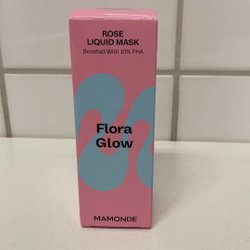 ROSE
LIQUID MASK
Boosted With 10% PHA
Flora
Glow
MAMONDE